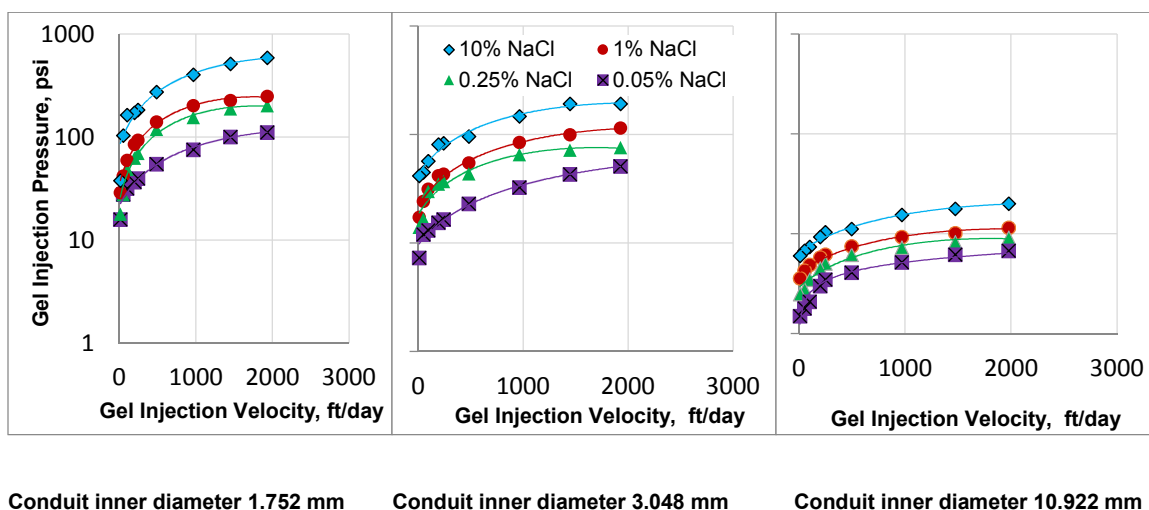 Gel Injection Pressure, psi
1000
100
10
1
0 1000 2000 3000
Gel Injection Velocity, ft/day
10% NaCl 1% NaCl
0.25% NaCl 0.05% NaCl
0 1000 2000 3000
Gel Injection Velocity, ft/day
0 1000 2000 3000
Gel Injection Velocity, ft/day
Conduit inner diameter 1.752 mm
Conduit inner diameter 3.048 mm
Conduit inner diameter 10.922 mm